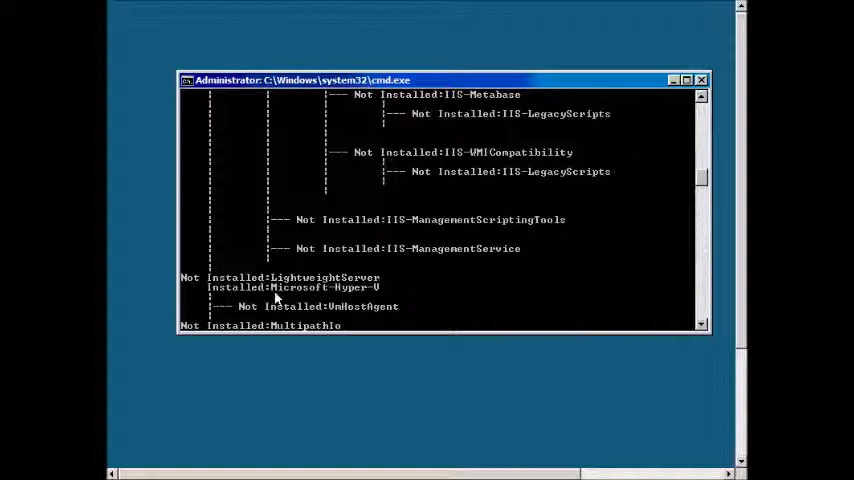 Administrator: C:\Windows\system32\cmd.exe
|--- Not Installed:IIS-Metabase
|--- Not Installed:IIS-LegacyScripts
|--- Not Installed:IIS-WMICompatibility
|--- Not Installed:IIS-LegacyScripts
|--- Not Installed:IIS-ManagementScriptingTools
|--- Not Installed:IIS-ManagementService
Not Installed:LightweightServer
Installed:Microsoft-Hyper-V
|--- Not Installed:VmHostAgent
Not Installed:MultipathIo